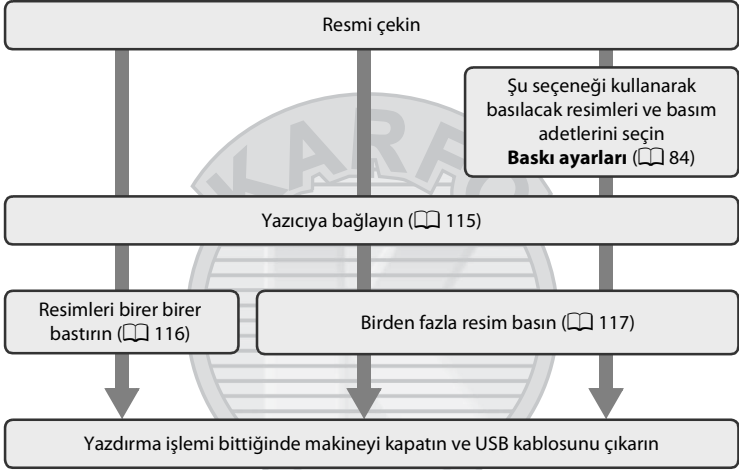 Resmi çekin
Şu seçeneği kullanarak
basılacak resimleri ve basım
adetlerini seçin
Baskı ayarları (📖 84)
KARFO
Yazıcıya bağlayın (📖 115)
Resimleri birer birer
bastırın (📖 116)
Birden fazla resim basın (📖 117)
Yazdırma işlemi bittiğinde makineyi kapatın ve USB kablosunu çıkarın